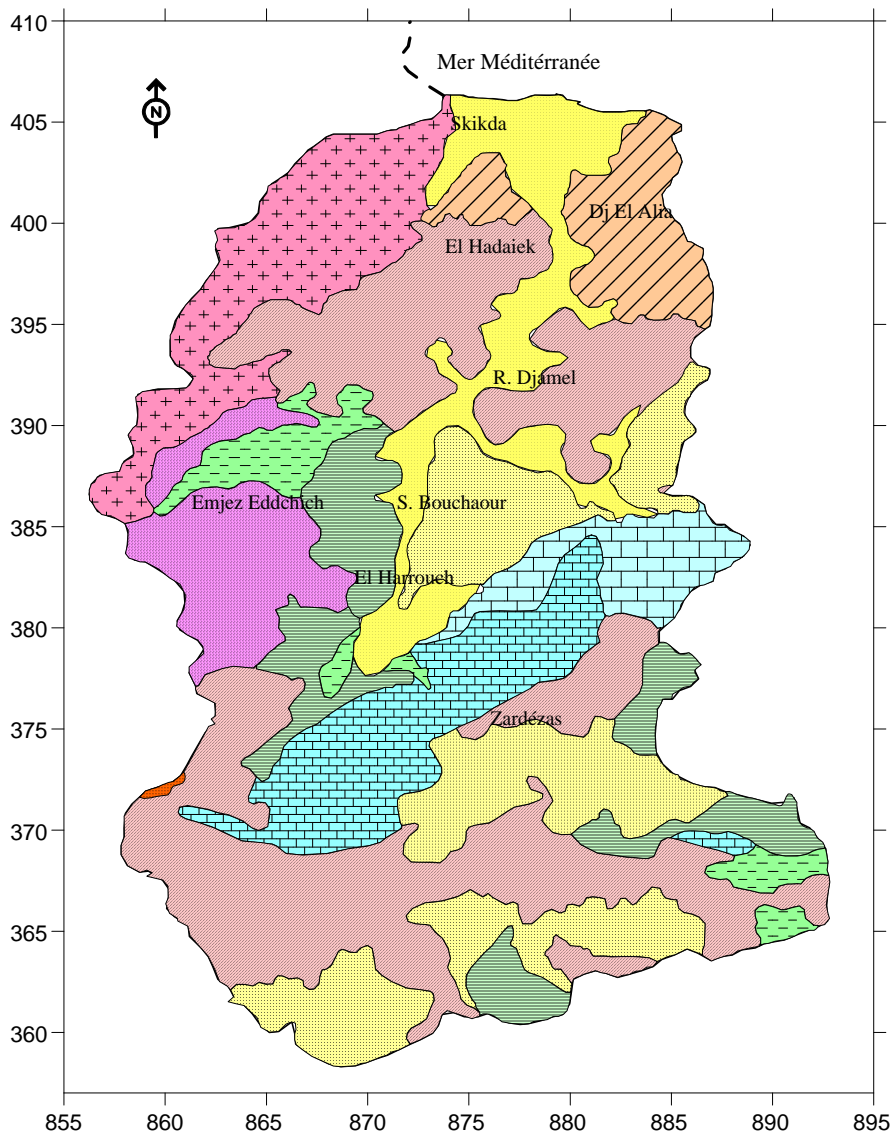 410
Mer Méditérranée
N
405
Skikda
400
Dj El Alia
El Hadaiek
395
R. Djamel
390
Emjez Eddchich
S. Bouchaour
385
El Harrouch
380
375
Zardézas
370
365
360
855 860 865 870 875 880 885 890 895